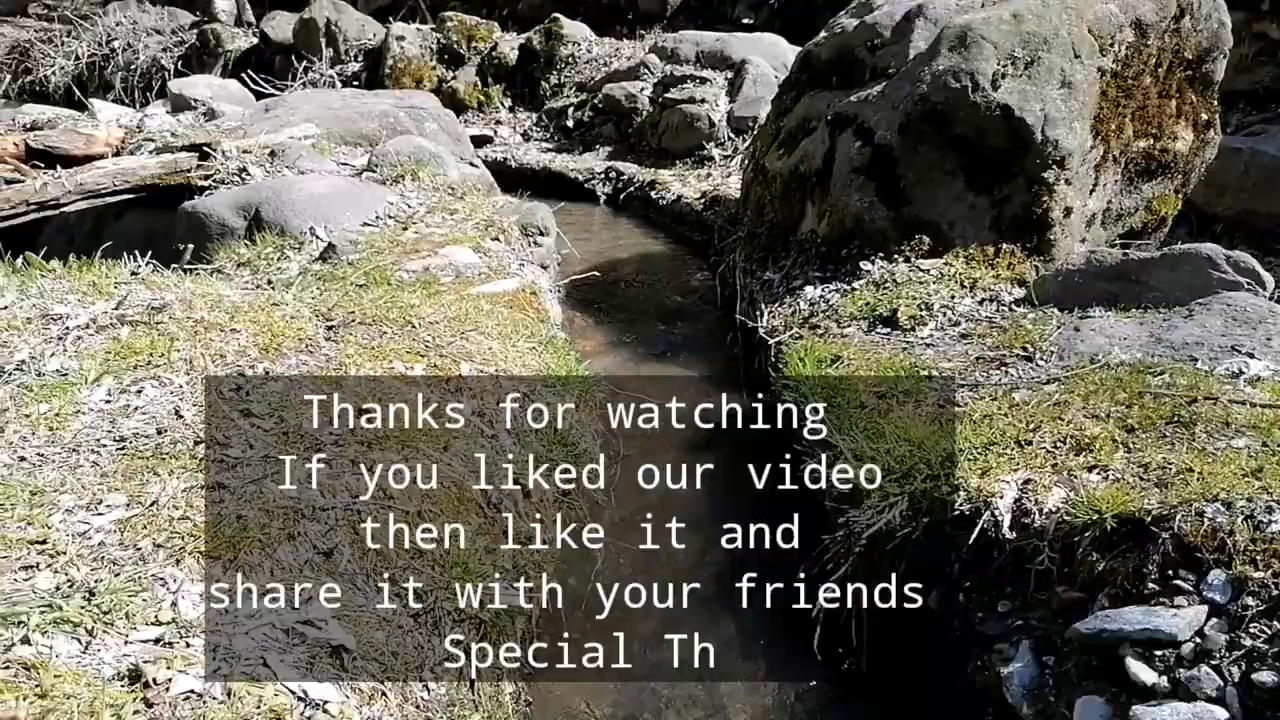 Thanks for watching
If you liked our video
then like it and
share it with your friends
Special Th